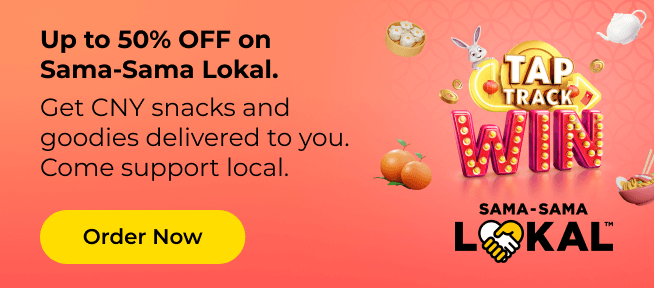 Up to 50% OFF on
Sama-Sama Lokal.
Get CNY snacks and
goodies delivered to you.
Come support local.
Order Now
TAP
TRACK
WIN
SAMA-SAMA
LOKAL™